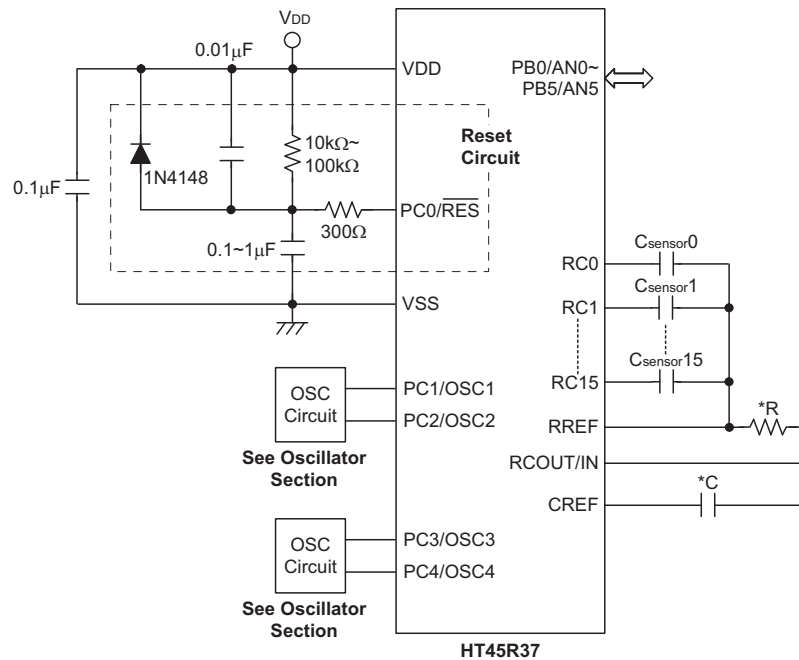 VDD
0.01μF
VDD
PB0/AN0~
PB5/AN5
Reset
Circuit
10kΩ~
100kΩ
1N4148
0.1μF
PC0/R̅E̅S̅
300Ω
0.1~1μF
VSS
RC0
Csensor0
RC1
Csensor1
RC15
Csensor15
RREF
*R
RCOUT/IN
CREF
*C
OSC
Circuit
PC1/OSC1
PC2/OSC2
See Oscillator
Section
OSC
Circuit
PC3/OSC3
PC4/OSC4
See Oscillator
Section
HT45R37